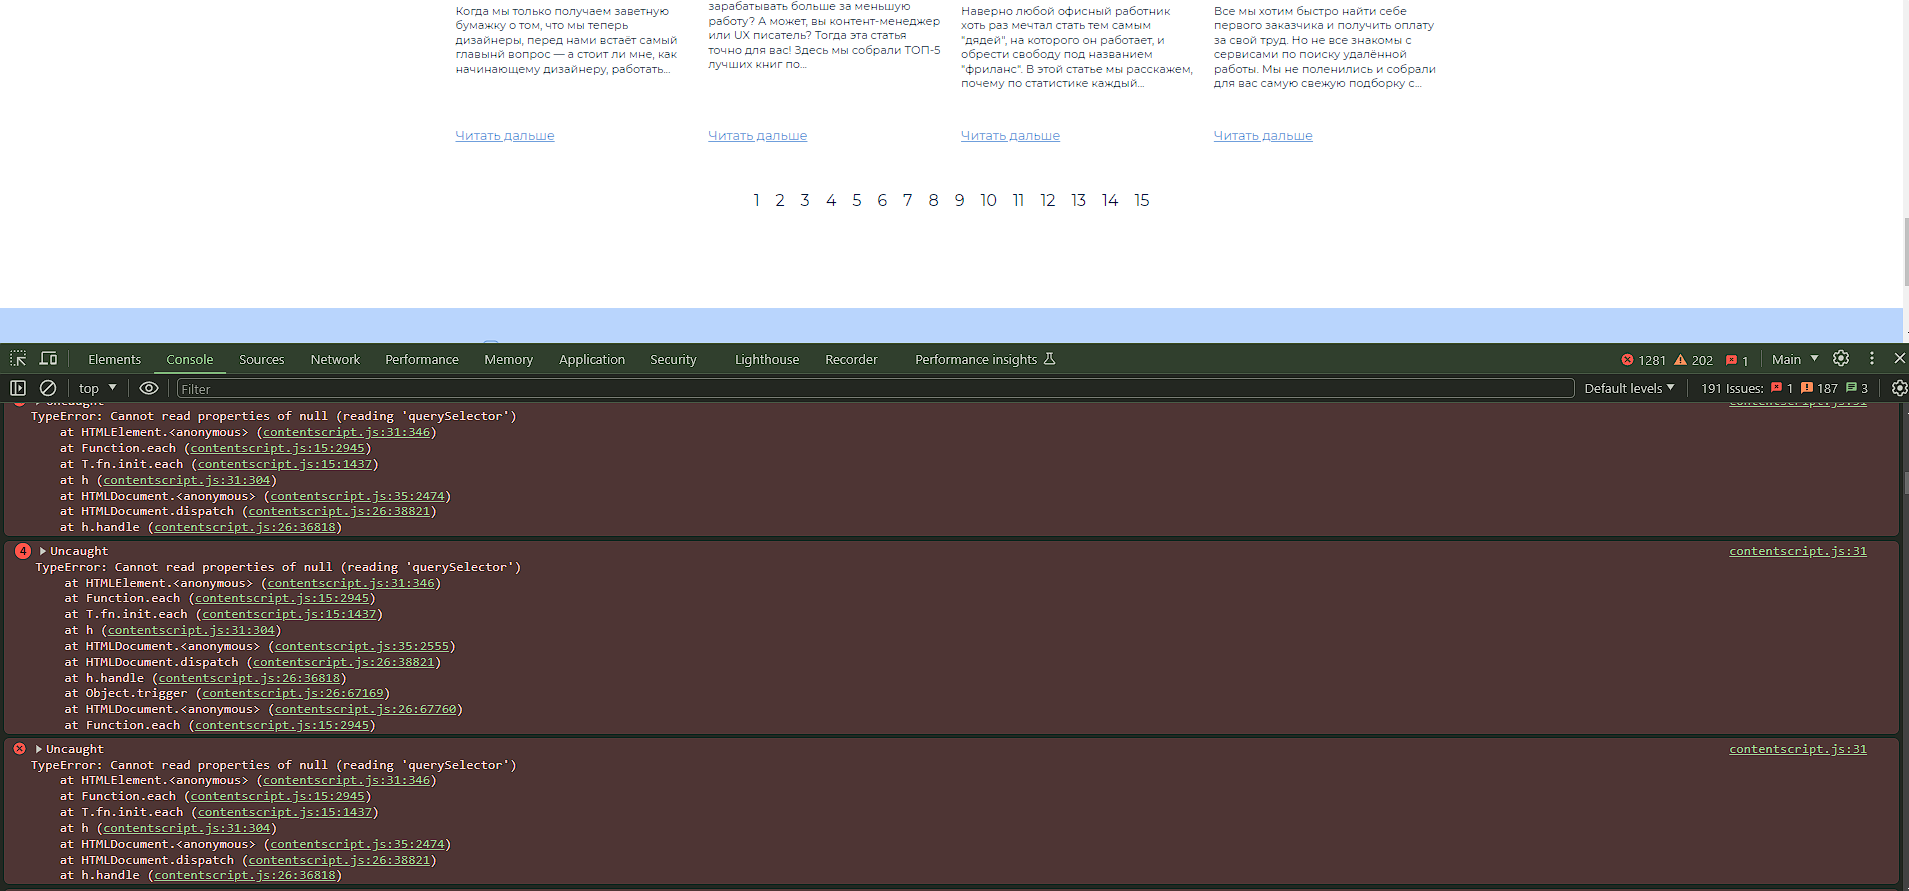 Когда мы только получаем заветную
бумажку о том, что мы теперь
дизайнеры, перед нами встаёт самый
главный вопрос — а стоит ли мне, как
начинающему дизайнеру, работать...
зарабатывать больше за меньшую
работу? А может, вы контент-менеджер
или UX писатель? Тогда эта статья
точно для вас! Здесь мы собрали ТОП-5
лучших книг по...
Наверно любой офисный работник
хоть раз мечтал стать тем самым
"дядей", на которого он работает, и
обрести свободу под названием
"фриланс". В этой статье мы расскажем,
почему по статистике каждый...
Все мы хотим быстро найти себе
первого заказчика и получить оплату
за свой труд. Но не все знакомы с
сервисами по поиску удалённой
работы. Мы не поленились и собрали
для вас самую свежую подборку с...
Читать дальше
Читать дальше
Читать дальше
Читать дальше
1 2 3 4 5 6 7 8 9 10 11 12 13 14 15
Elements Console Sources Network Performance Memory Application Security Lighthouse Recorder Performance insights 1281 202 1 Main
top Filter Default levels 191 Issues: 1 187 3
Uncaught contentscript.js:31
TypeError: Cannot read properties of null (reading 'querySelector')
at HTMLElement.<anonymous> (contentscript.js:31:346)
at Function.each (contentscript.js:15:2945)
at T.fn.init.each (contentscript.js:15:1437)
at h (contentscript.js:31:304)
at HTMLDocument.<anonymous> (contentscript.js:35:2474)
at HTMLDocument.dispatch (contentscript.js:26:38821)
at h.handle (contentscript.js:26:36818)
4 Uncaught contentscript.js:31
TypeError: Cannot read properties of null (reading 'querySelector')
at HTMLElement.<anonymous> (contentscript.js:31:346)
at Function.each (contentscript.js:15:2945)
at T.fn.init.each (contentscript.js:15:1437)
at h (contentscript.js:31:304)
at HTMLDocument.<anonymous> (contentscript.js:35:2555)
at HTMLDocument.dispatch (contentscript.js:26:38821)
at h.handle (contentscript.js:26:36818)
at Object.trigger (contentscript.js:26:67169)
at HTMLDocument.<anonymous> (contentscript.js:26:67760)
at Function.each (contentscript.js:15:2945)
Uncaught contentscript.js:31
TypeError: Cannot read properties of null (reading 'querySelector')
at HTMLElement.<anonymous> (contentscript.js:31:346)
at Function.each (contentscript.js:15:2945)
at T.fn.init.each (contentscript.js:15:1437)
at h (contentscript.js:31:304)
at HTMLDocument.<anonymous> (contentscript.js:35:2474)
at HTMLDocument.dispatch (contentscript.js:26:38821)
at h.handle (contentscript.js:26:36818)